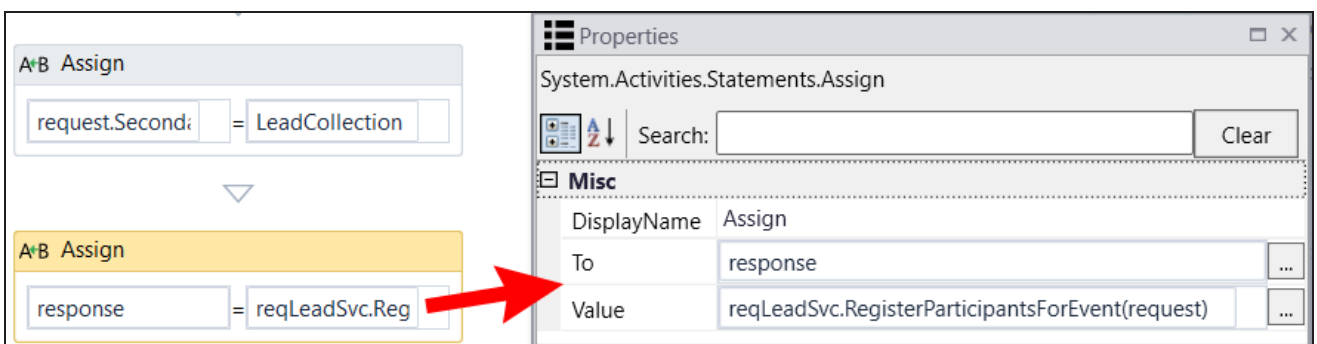 A+B Assign
request.Seconda = LeadCollection
A+B Assign
response = reqLeadSvc.Reg
Properties
System.Activities.Statements.Assign
A Z Search: Clear
Misc
DisplayName Assign
To response ...
Value reqLeadSvc.RegisterParticipantsForEvent(request) ...